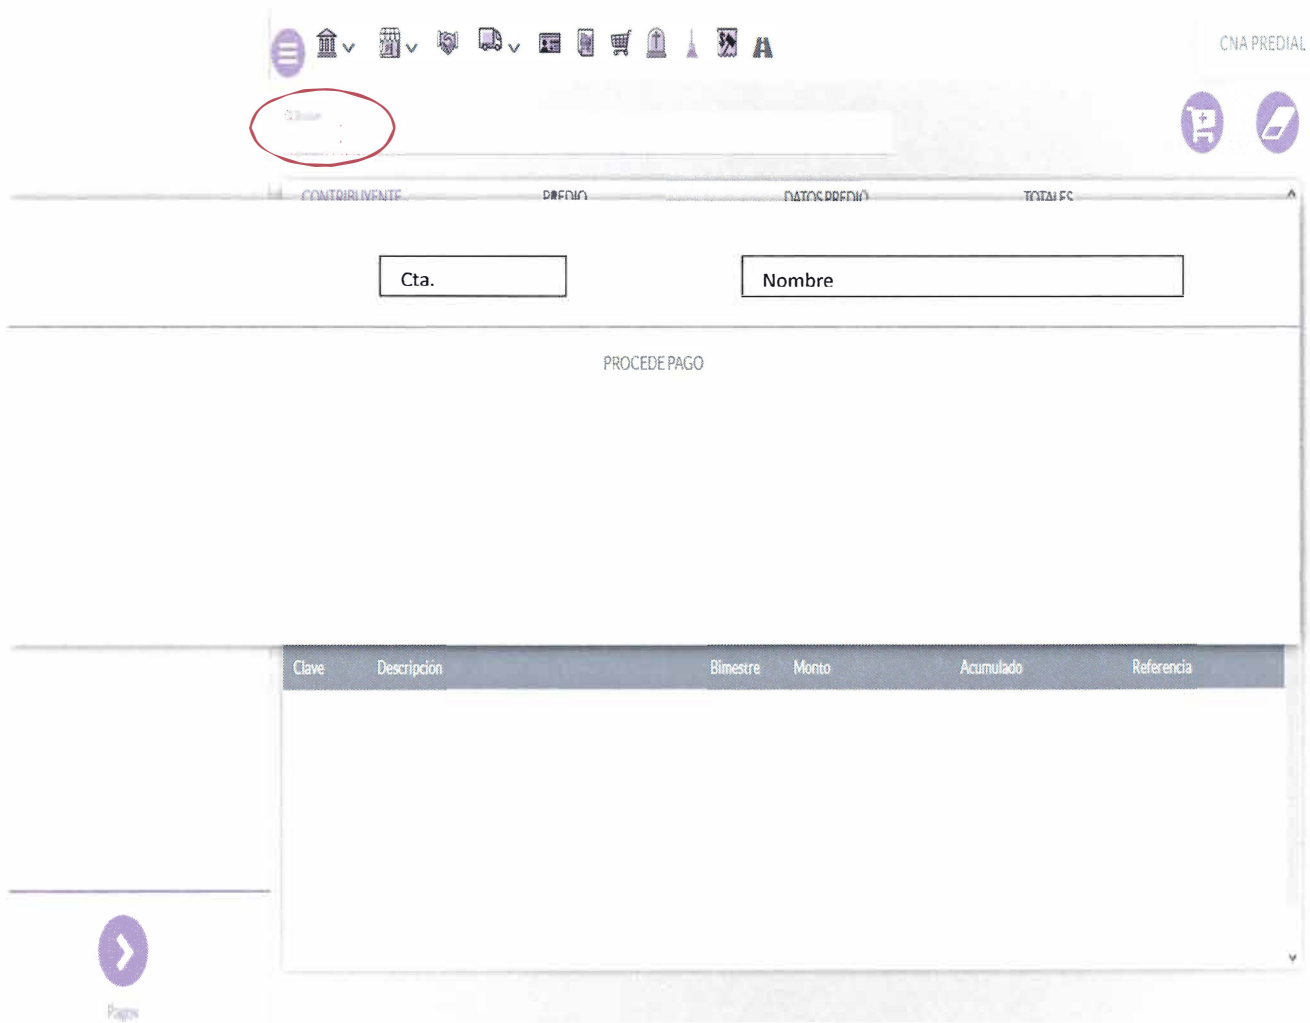 CNA PREDIAL
CONTRIBUYENTE PREDIO DATOS PREDIO TOTALES
Cta. Nombre
PROCEDE PAGO
Clave Descripción Bimestre Monto Acumulado Referencia
Pagos